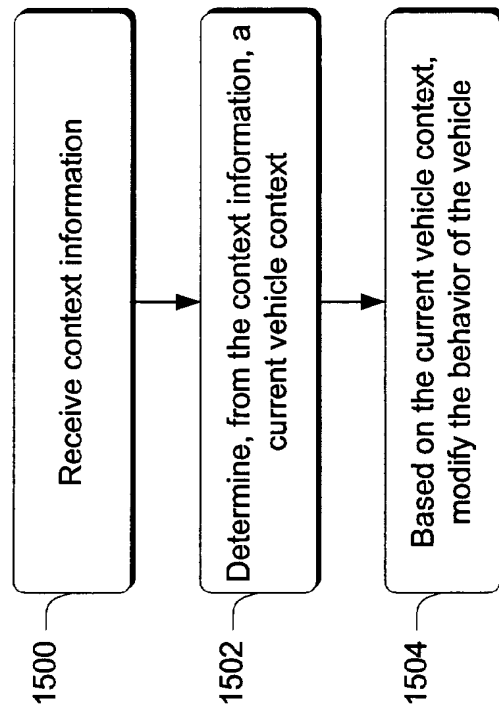 1500
Receive context information
1502
Determine, from the context information, a
current vehicle context
1504
Based on the current vehicle context,
modify the behavior of the vehicle